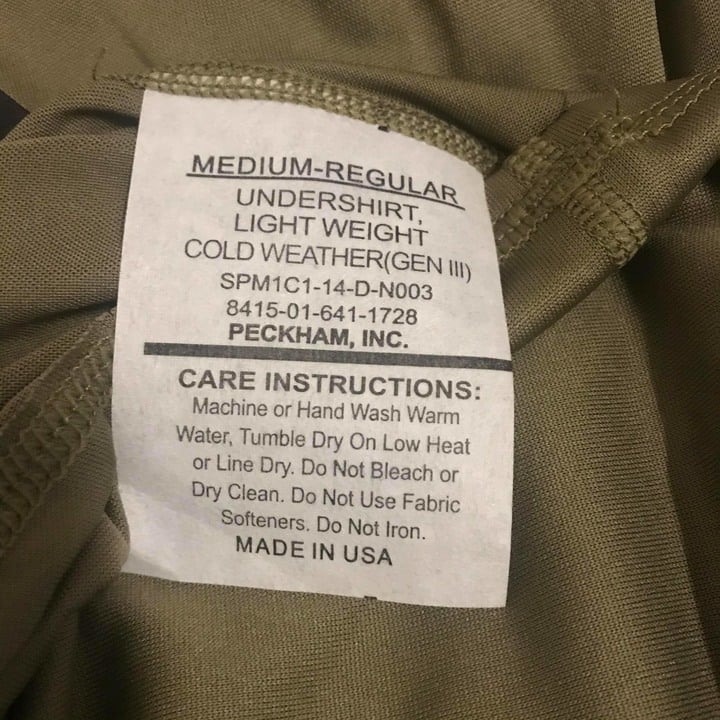 MEDIUM-REGULAR
UNDERSHIRT,
LIGHT WEIGHT
COLD WEATHER(GEN III)
SPM1C1-14-D-N003
8415-01-641-1728
PECKHAM, INC.
CARE INSTRUCTIONS:
Machine or Hand Wash Warm
Water, Tumble Dry On Low Heat
or Line Dry. Do Not Bleach or
Dry Clean. Do Not Use Fabric
Softeners. Do Not Iron.
MADE IN USA